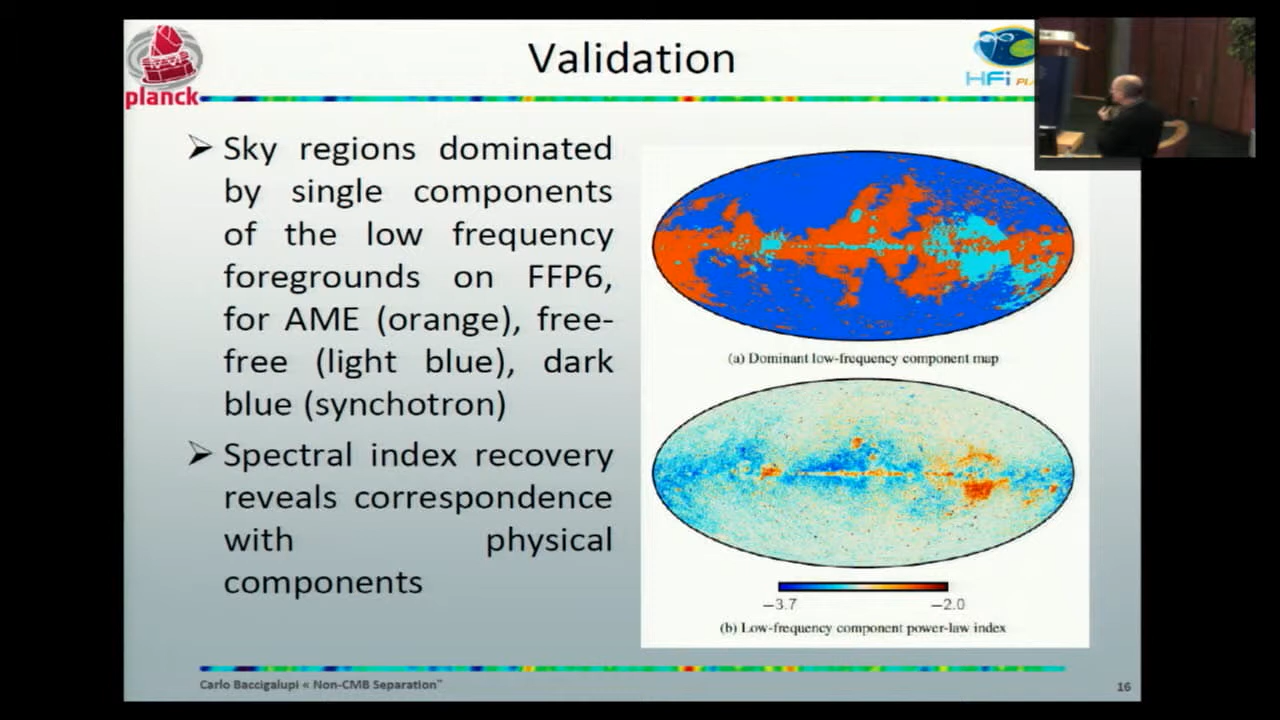 Validation
planck
HFi PL
➢ Sky regions dominated
by single components
of the low frequency
foregrounds on FFP6,
for AME (orange), free-
free (light blue), dark
blue (synchotron)
➢ Spectral index recovery
reveals correspondence
with physical
components
(a) Dominant low-frequency component map
−3.7
−2.0
(b) Low-frequency component power-law index
Carlo Baccigalupi « Non-CMB Separation"
16